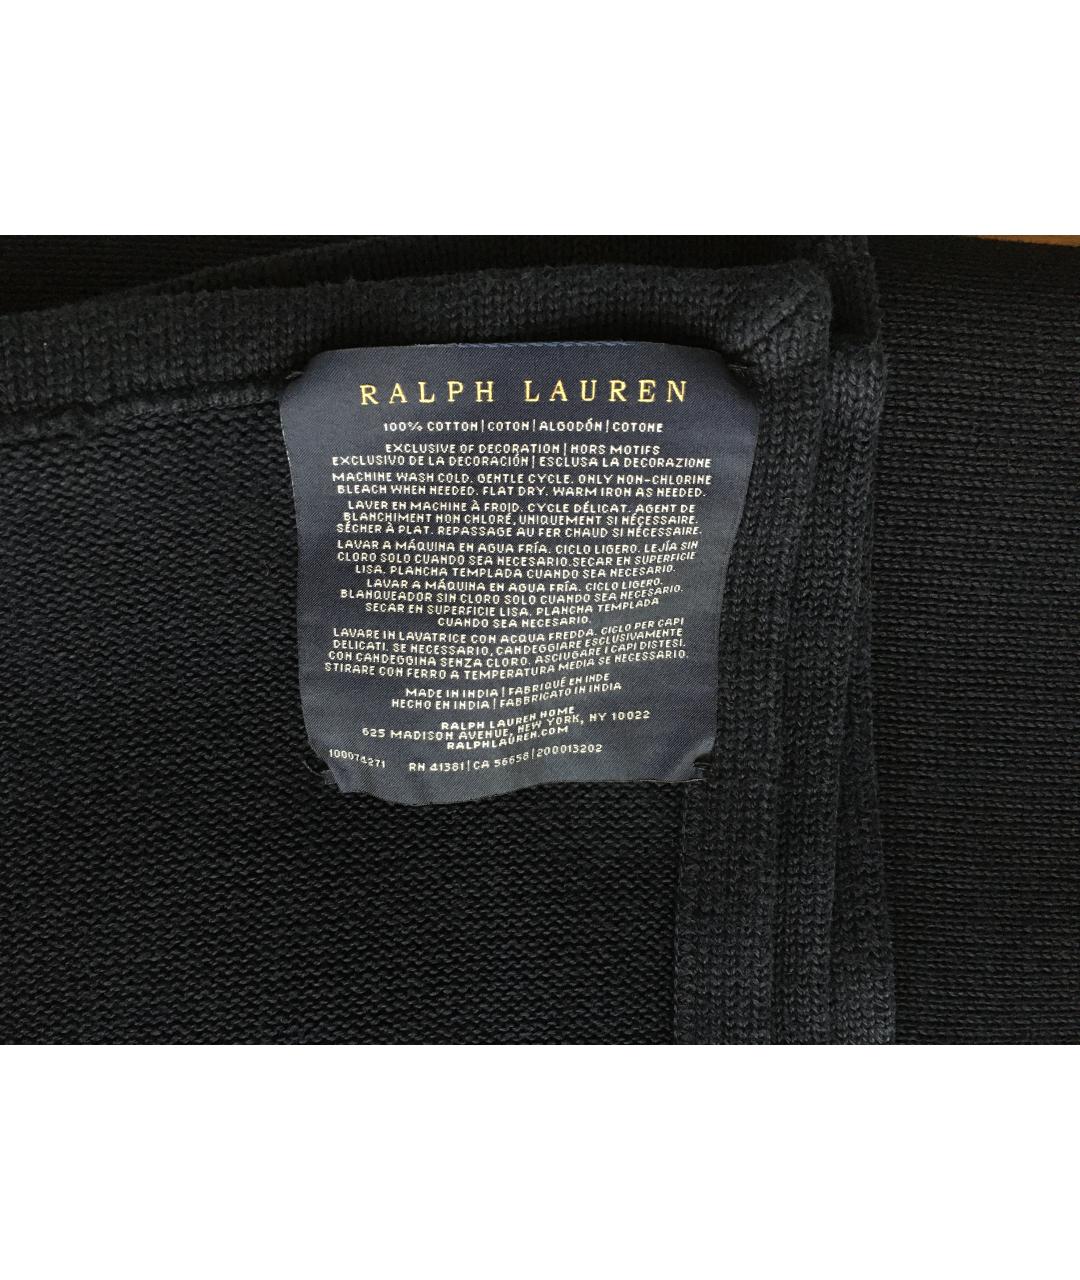 RALPH LAUREN
100% COTTON | COTON | ALGODÓN | COTONE
EXCLUSIVE OF DECORATION | HORS MOTIFS
EXCLUSIVO DE LA DECORACIÓN | ESCLUSA LA DECORAZIONE
MACHINE WASH COLD. GENTLE CYCLE. ONLY NON-CHLORINE
BLEACH WHEN NEEDED. FLAT DRY. WARM IRON AS NEEDED.
LAVER EN MACHINE À FROID. CYCLE DÉLICAT. AGENT DE
BLANCHIMENT NON CHLORÉ, UNIQUEMENT SI NÉCESSAIRE.
SÉCHER À PLAT. REPASSAGE AU FER CHAUD SI NÉCESSAIRE.
LAVAR A MÁQUINA EN AGUA FRÍA. CICLO LIGERO. LEJÍA SIN
CLORO SOLO CUANDO SEA NECESARIO.SECAR EN SUPERFICIE
LISA. PLANCHA TEMPLADA CUANDO SEA NECESARIO.
LAVAR A MÁQUINA EN AGUA FRÍA. CICLO LIGERO.
BLANQUEADOR SIN CLORO SOLO CUANDO SEA NECESARIO.
SECAR EN SUPERFICIE LISA. PLANCHA TEMPLADA
CUANDO SEA NECESARIO.
LAVARE IN LAVATRICE CON ACQUA FREDDA. CICLO PER CAPI
DELICATI. SE NECESSARIO, CANDEGGIARE ESCLUSIVAMENTE
CON CANDEGGINA SENZA CLORO. ASCIUGARE I CAPI DISTESI.
STIRARE CON FERRO A TEMPERATURA MEDIA SE NECESSARIO.
MADE IN INDIA | FABRIQUÉ EN INDE
HECHO EN INDIA | FABBRICATO IN INDIA
RALPH LAUREN HOME
625 MADISON AVENUE, NEW YORK, NY 10022
RALPHLAUREN.COM
100074271 RN 41381 | CA 56658 | 200013202